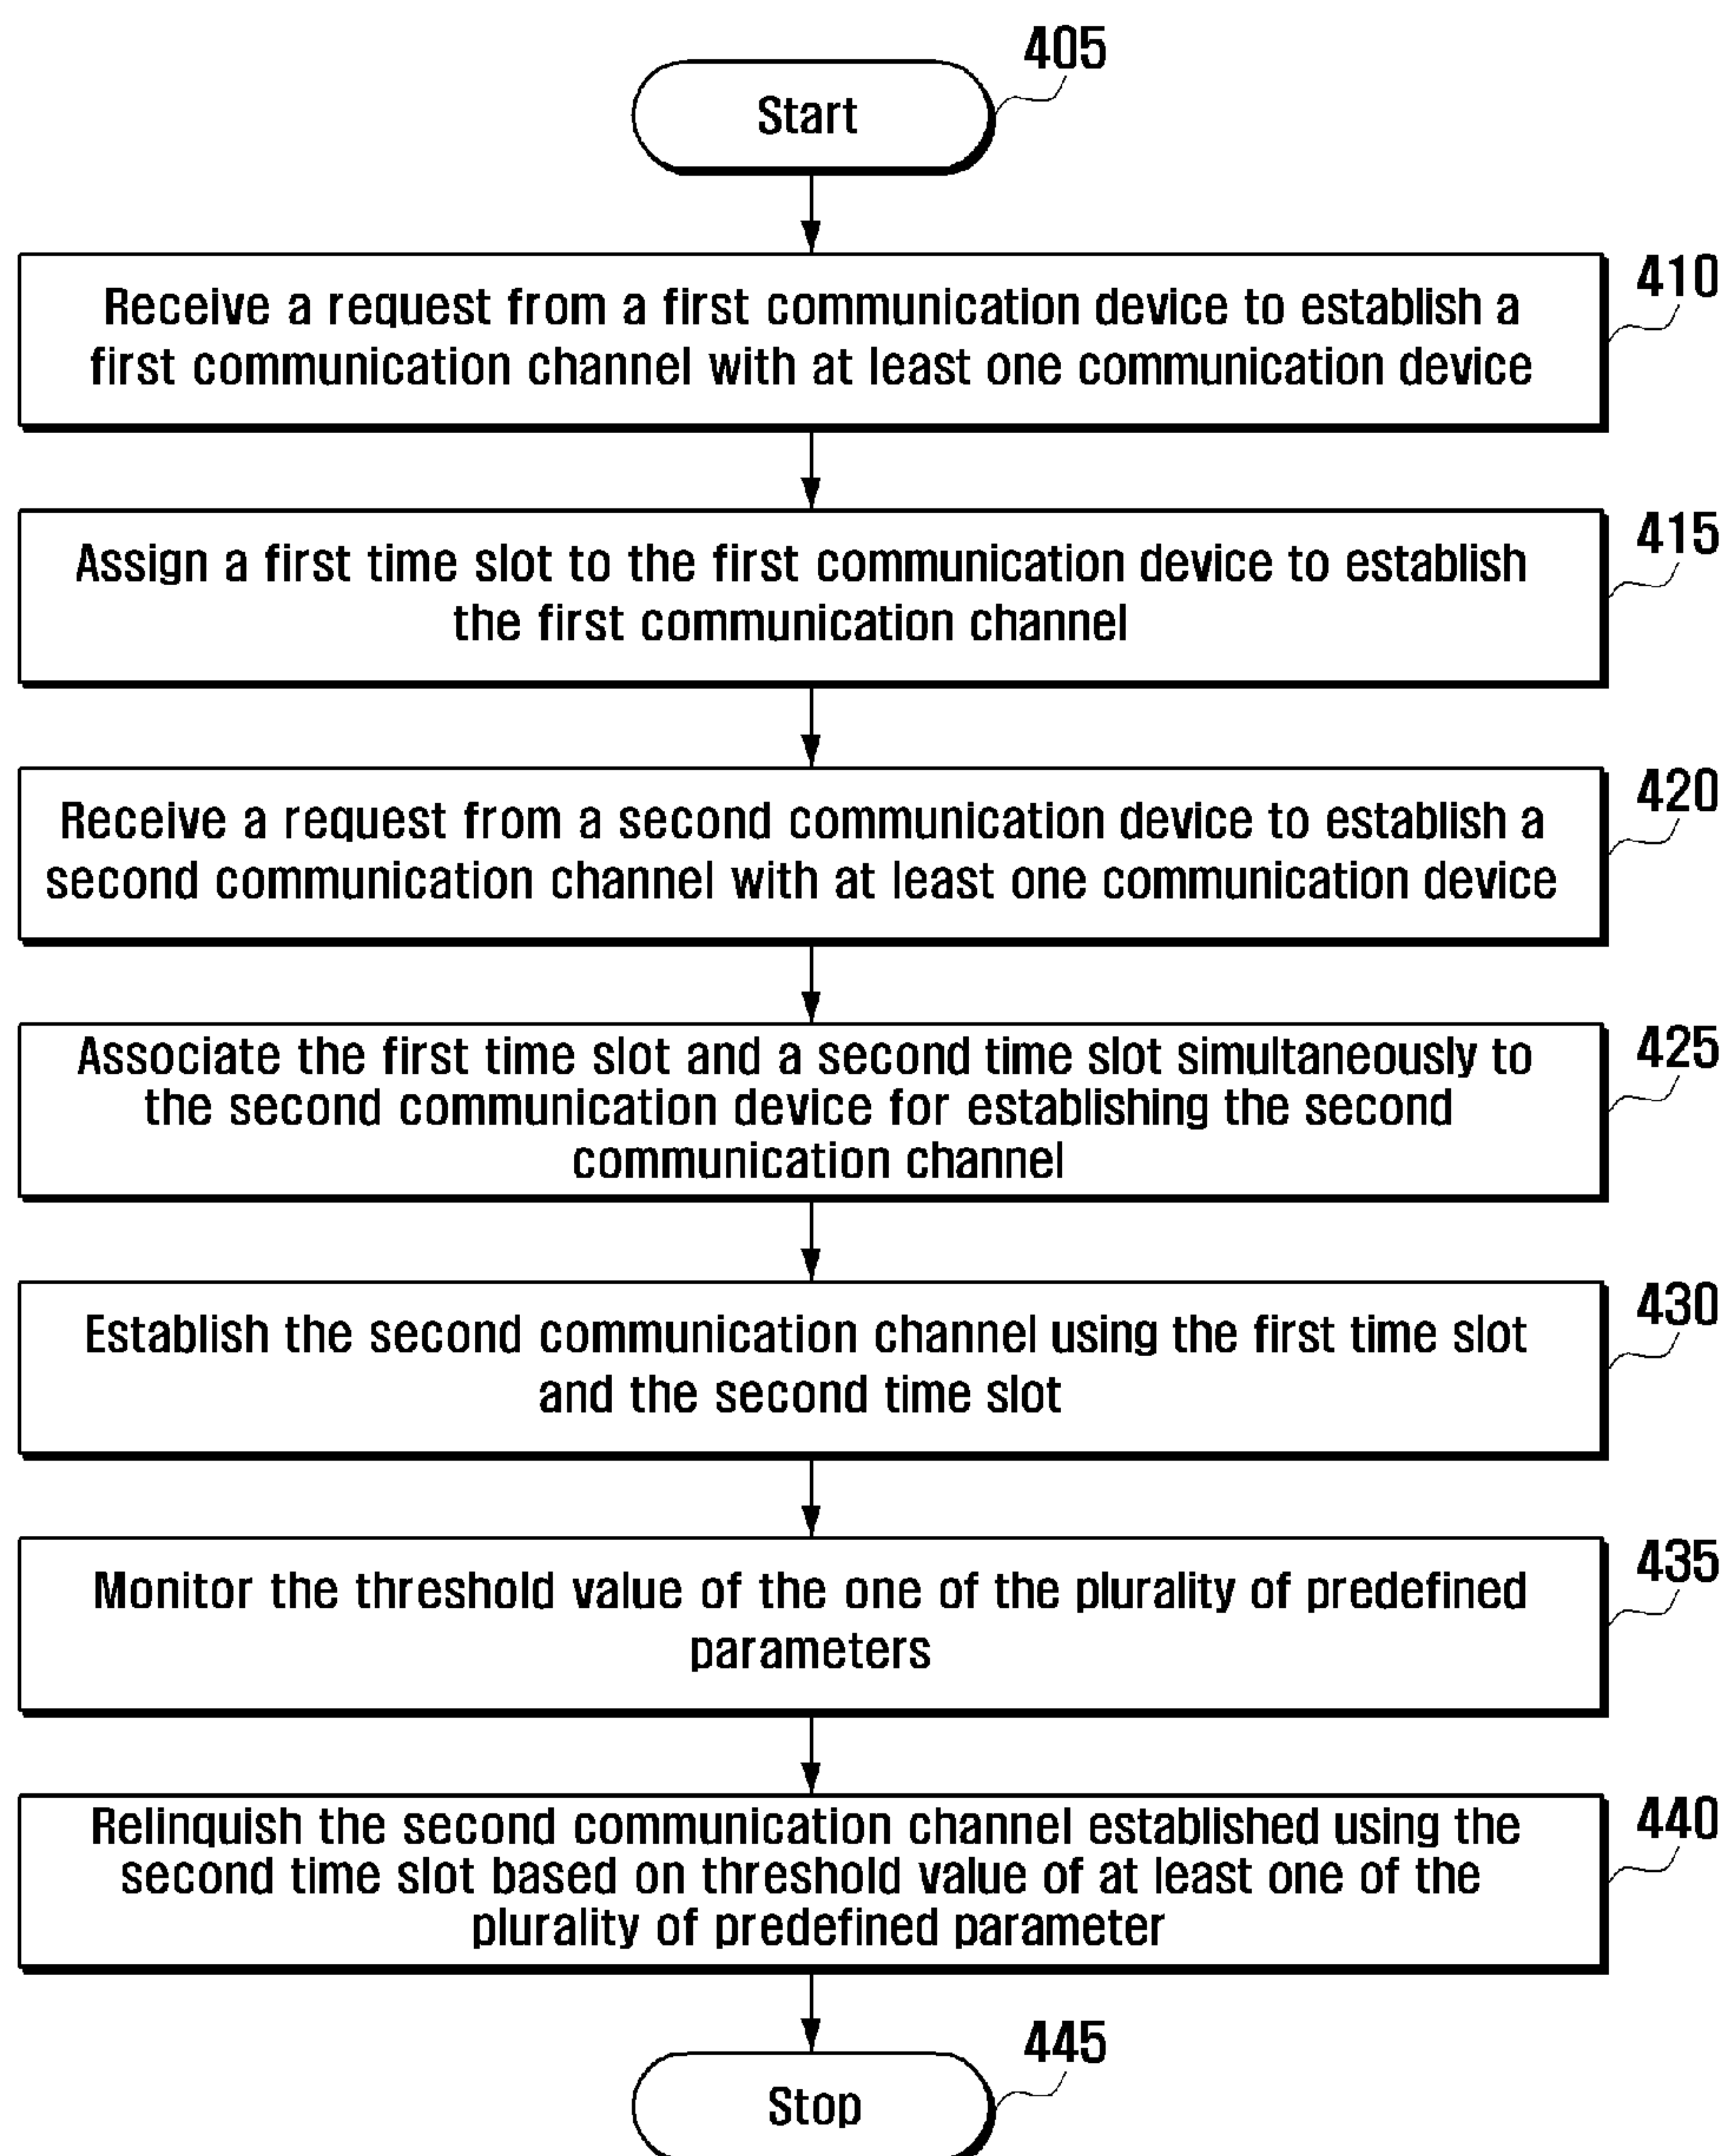 405
Start
410
Receive a request from a first communication device to establish a
first communication channel with at least one communication device
415
Assign a first time slot to the first communication device to establish
the first communication channel
420
Receive a request from a second communication device to establish a
second communication channel with at least one communication device
425
Associate the first time slot and a second time slot simultaneously to
the second communication device for establishing the second
communication channel
430
Establish the second communication channel using the first time slot
and the second time slot
435
Monitor the threshold value of the one of the plurality of predefined
parameters
440
Relinquish the second communication channel established using the
second time slot based on threshold value of at least one of the
plurality of predefined parameter
445
Stop